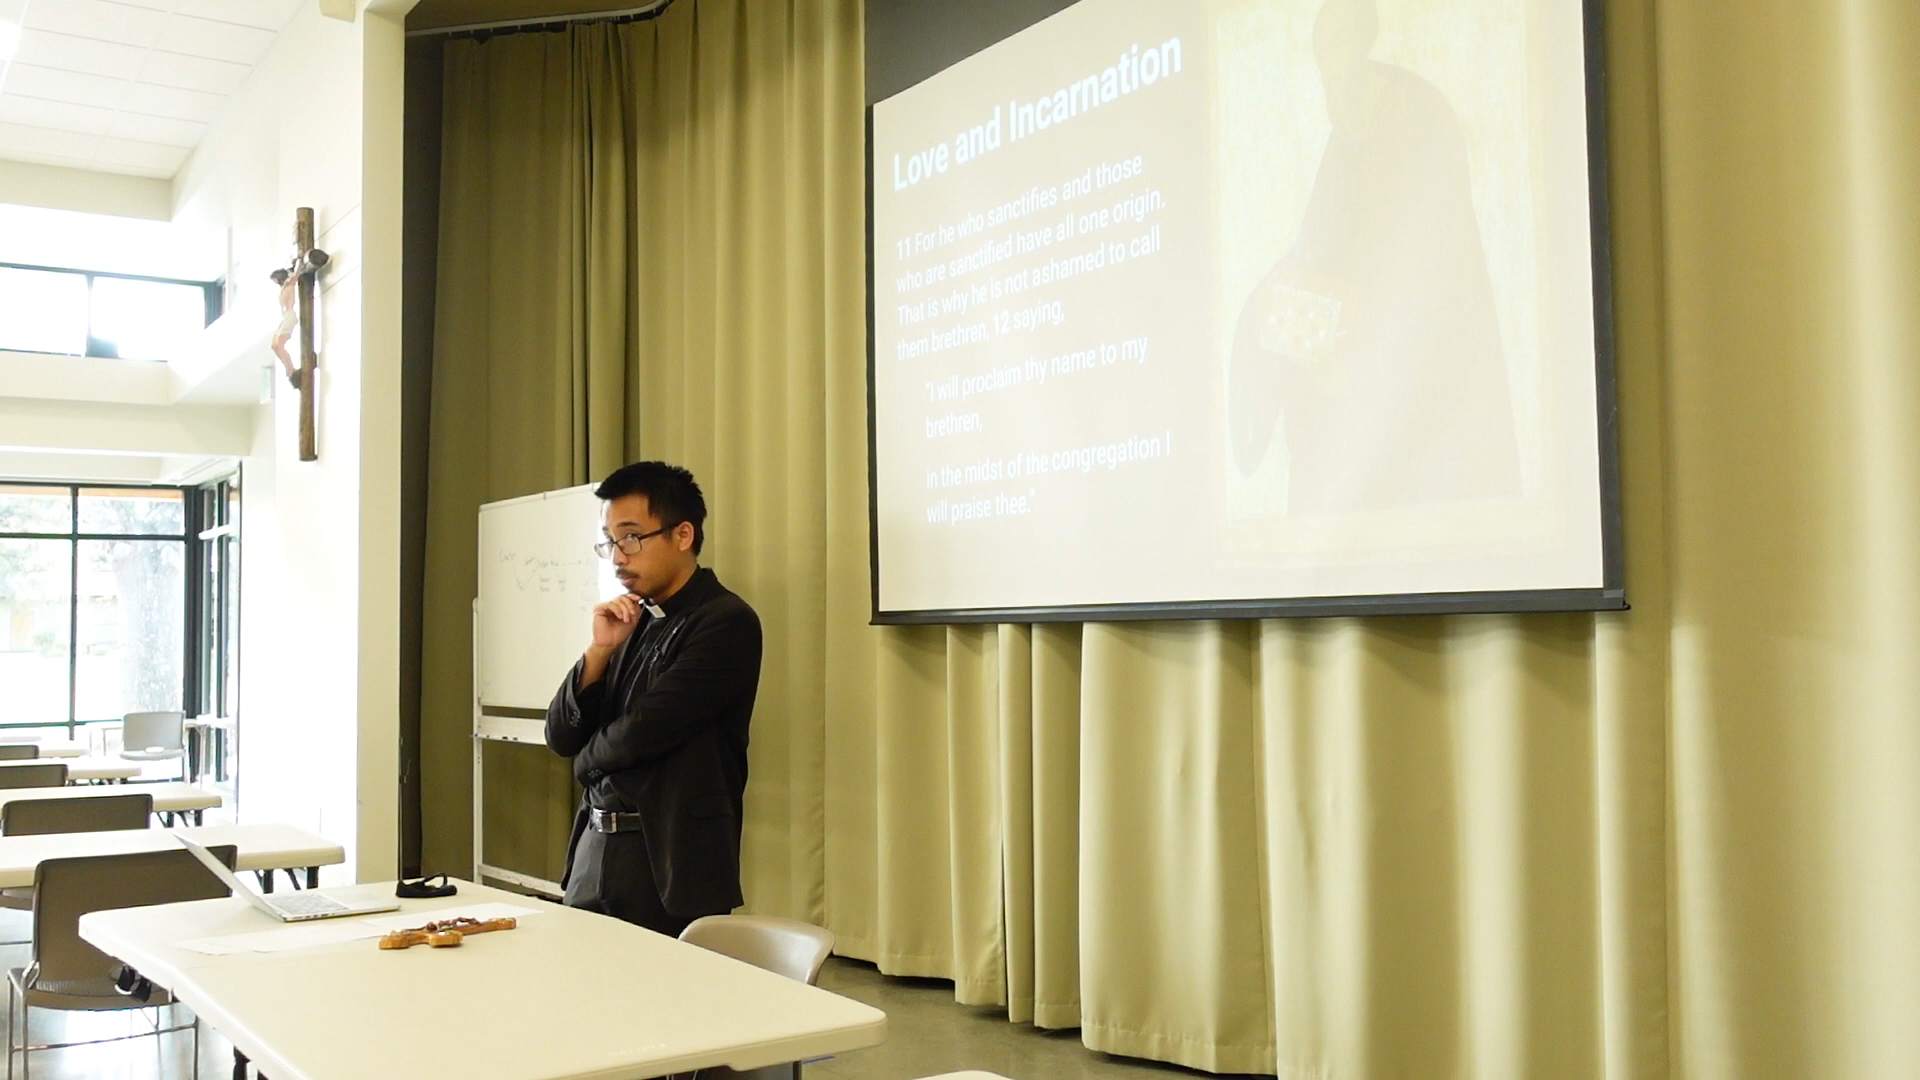 Love and Incarnation
11 For he who sanctifies and those
who are sanctified have all one origin.
That is why he is not ashamed to call
them brethren, 12 saying,
"I will proclaim thy name to my
brethren,
in the midst of the congregation I
will praise thee."